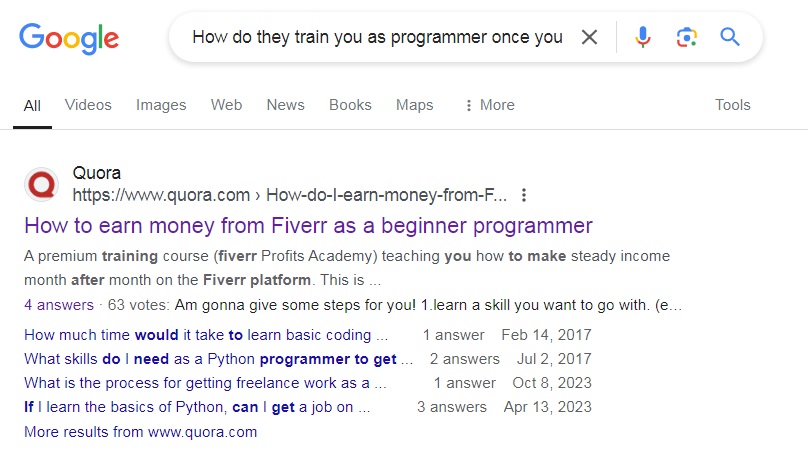 Google
How do they train you as programmer once you
All Videos Images Web News Books Maps More Tools
Quora
https://www.quora.com › How-do-I-earn-money-from-F...
How to earn money from Fiverr as a beginner programmer
A premium training course (fiverr Profits Academy) teaching you how to make steady income
month after month on the Fiverr platform. This is ...
4 answers · 63 votes: Am gonna give some steps for you! 1.learn a skill you want to go with. (e...
How much time would it take to learn basic coding ... 1 answer Feb 14, 2017
What skills do I need as a Python programmer to get ... 2 answers Jul 2, 2017
What is the process for getting freelance work as a ... 1 answer Oct 8, 2023
If I learn the basics of Python, can I get a job on ... 3 answers Apr 13, 2023
More results from www.quora.com